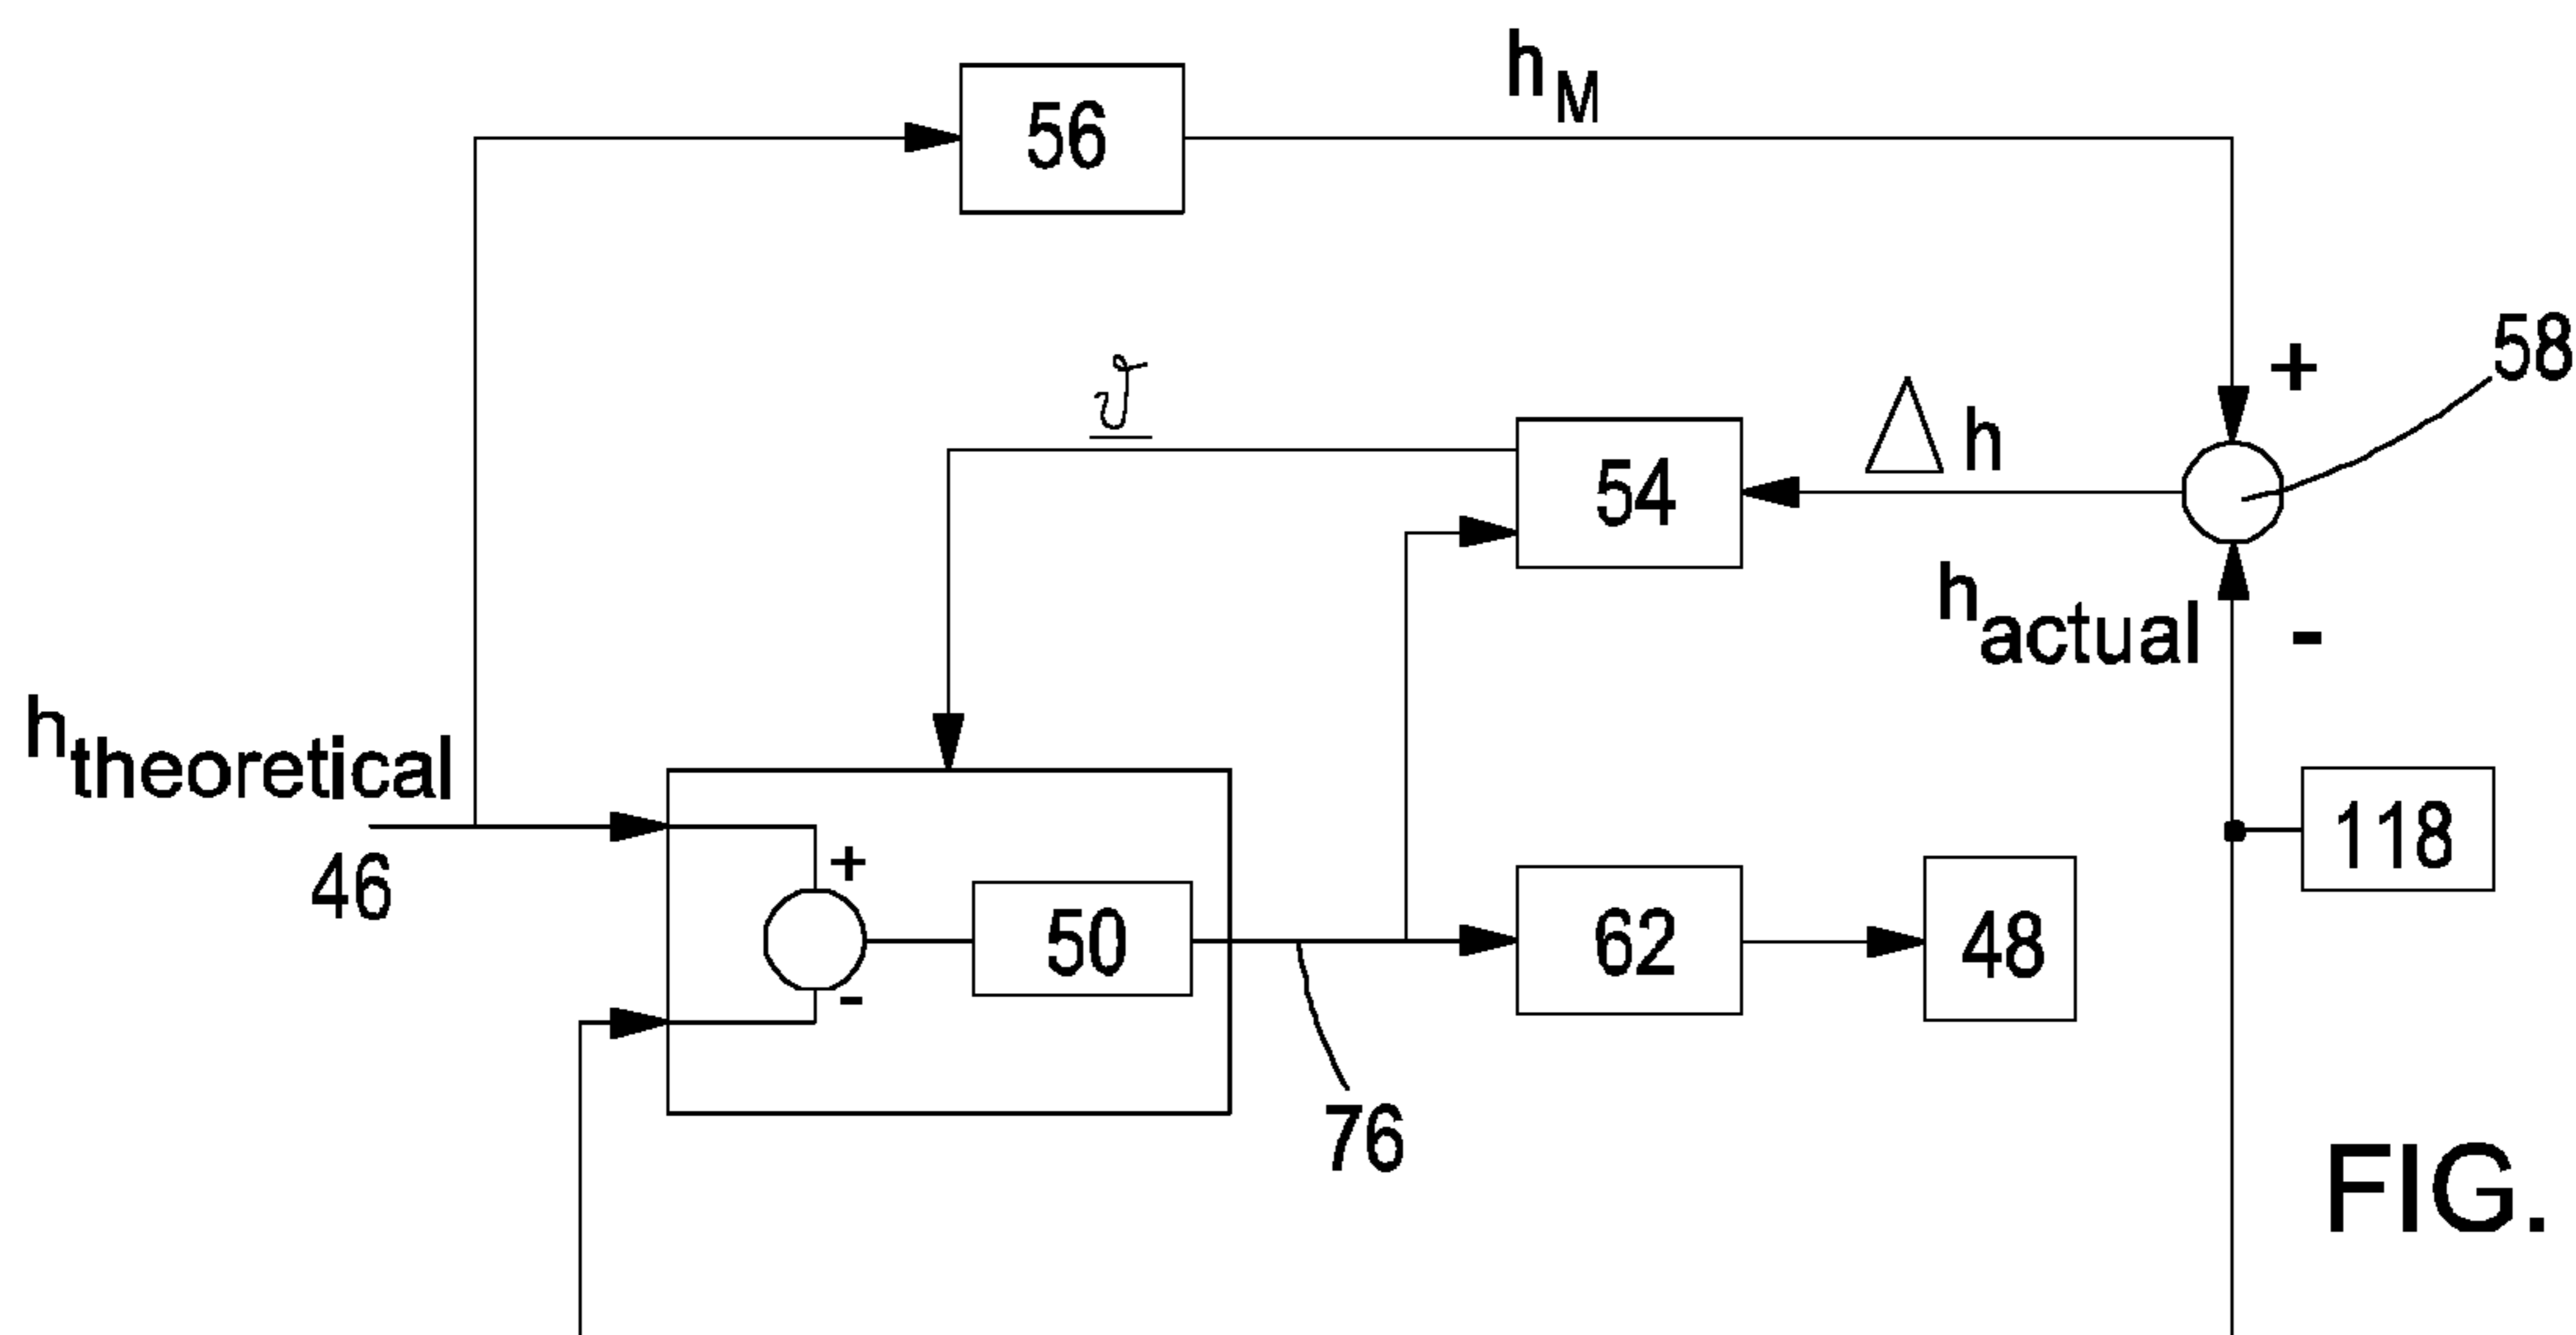 h_M
56
58
+
ϑ
Δh
54
h_actual
-
h_theoretical
118
46
+
50
62
48
-
76
FIG.